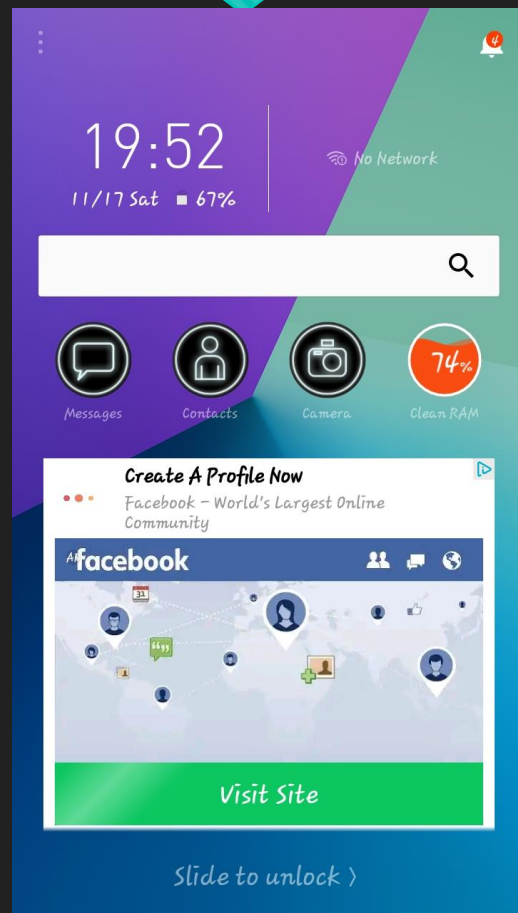 4
19:52
No Network
11/17 Sat 67%
74%
Messages Contacts Camera Clean RAM
Create A Profile Now
Facebook – World's Largest Online
Community
facebook
31
Visit Site
Slide to unlock 〉